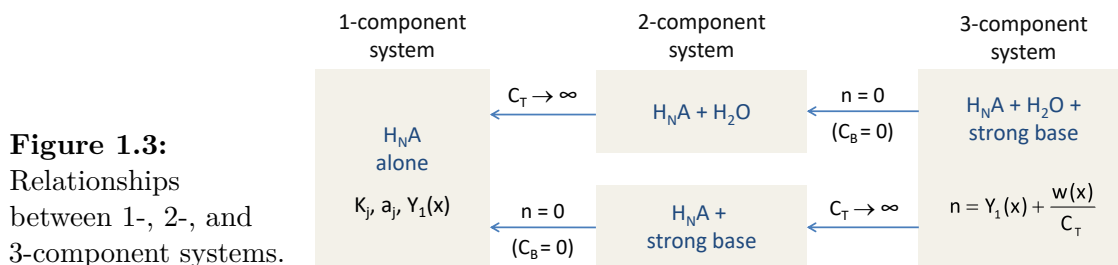 Figure 1.3:
Relationships
between 1-, 2-, and
3-component systems.
1-component
system
2-component
system
3-component
system
H_NA
alone
K_j, a_j, Y_1(x)
C_T → ∞
n = 0
(C_B = 0)
H_NA + H_2O
H_NA +
strong base
n = 0
(C_B = 0)
C_T → ∞
H_NA + H_2O +
strong base
n = Y_1(x) + w(x)/C_T